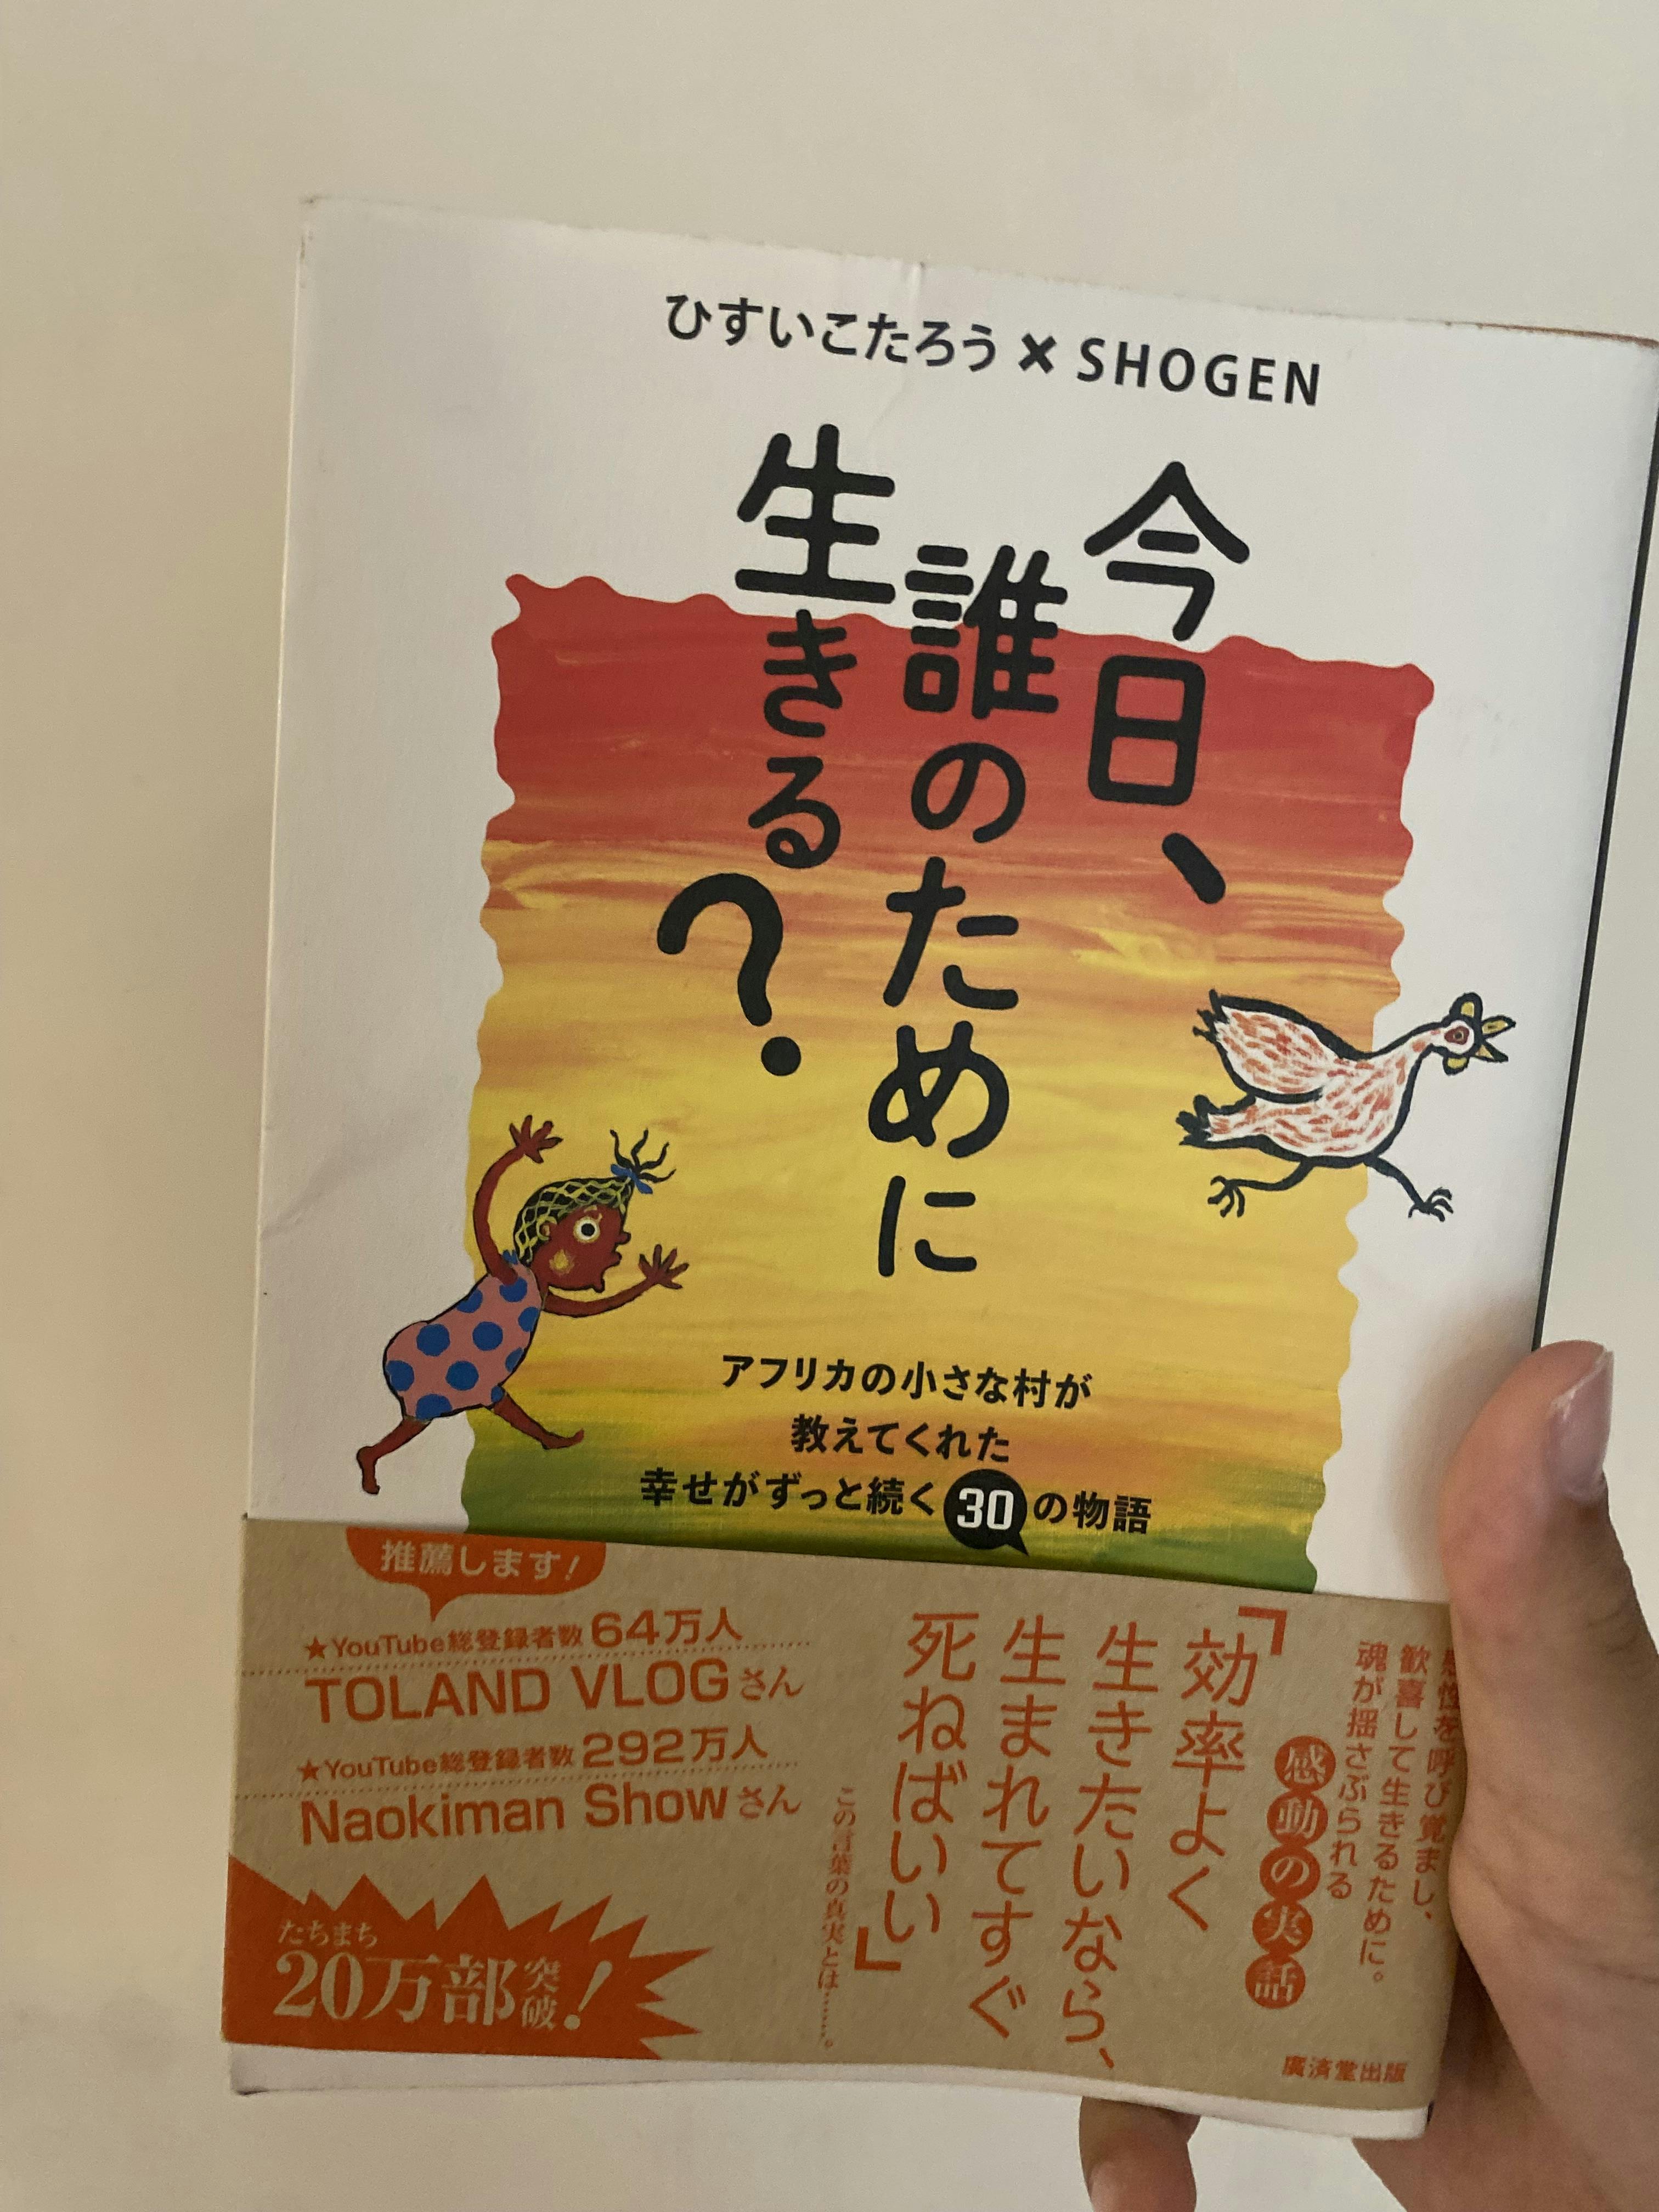 ひすいこたろう×SHOGEN
今日、
誰のために
生きる?
アフリカの小さな村が
教えてくれた
幸せがずっと続く30の物語
感性を呼び覚まし、
歓喜して生きるために。
魂が揺さぶられる
感動の実話
「効率よく
生きたいなら、
生まれてすぐ
死ねばいい」
この言葉の真実とは……。
推薦します!
★YouTube総登録者数64万人
TOLAND VLOGさん
★YouTube総登録者数292万人
Naokiman Showさん
たちまち
20万部突破!
廣済堂出版